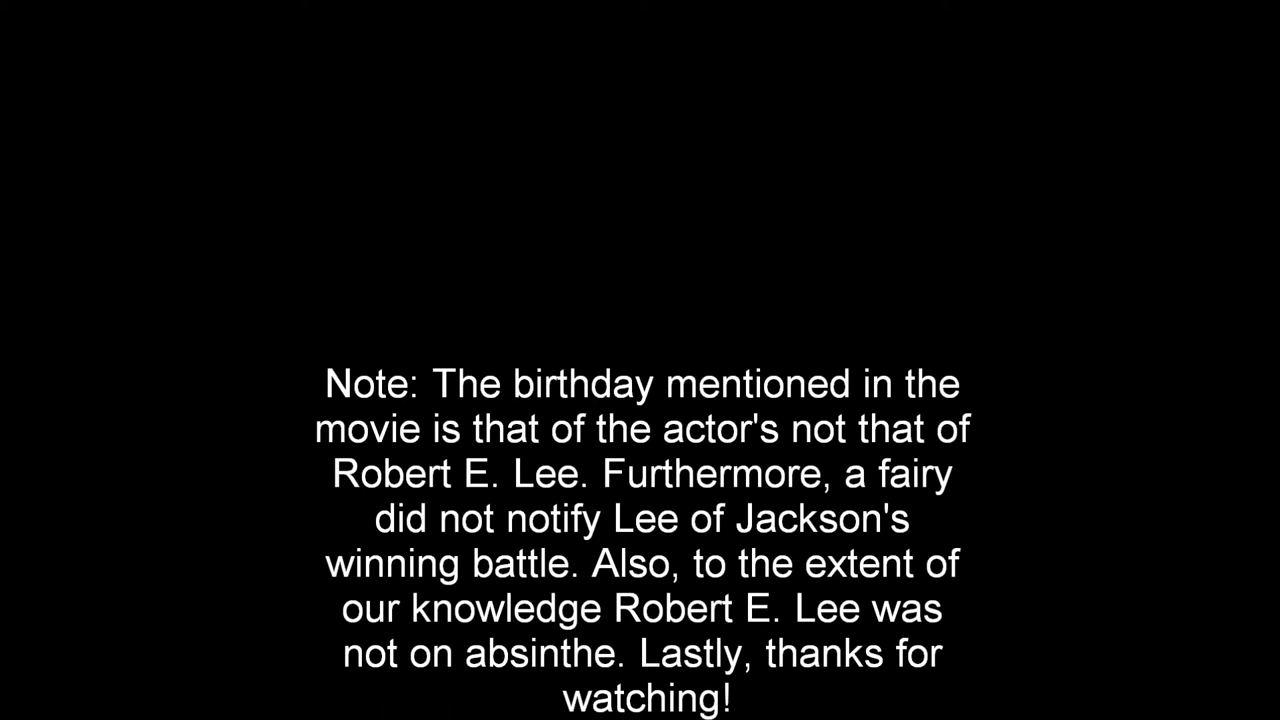 Note: The birthday mentioned in the
movie is that of the actor's not that of
Robert E. Lee. Furthermore, a fairy
did not notify Lee of Jackson's
winning battle. Also, to the extent of
our knowledge Robert E. Lee was
not on absinthe. Lastly, thanks for
watching!